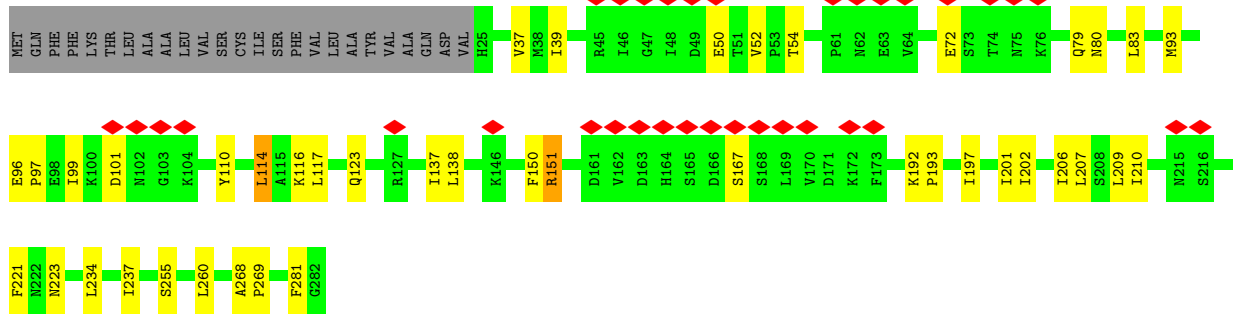 MET GLN PHE PHE LYS THR LEU ALA ALA LEU VAL SER CYS ILE SER PHE VAL LEU ALA TYR VAL ALA GLN ASP VAL H25 V37 M38 I39 R45 I46 G47 I48 D49 E50 T51 V52 P53 T54 P61 N62 E63 V64 E72 S73 T74 N75 K76 Q79 N80 L83 M93
E96 P97 E98 I99 K100 D101 N102 G103 K104 Y110 L114 A115 K116 L117 Q123 R127 I137 L138 K146 F150 R151 D161 V162 D163 H164 S165 D166 S167 S168 L169 V170 D171 K172 F173 K192 P193 I197 I201 I202 I206 L207 S208 L209 I210 N215 S216
F221 N222 N223 L234 I237 S255 L260 A268 P269 F281 G282